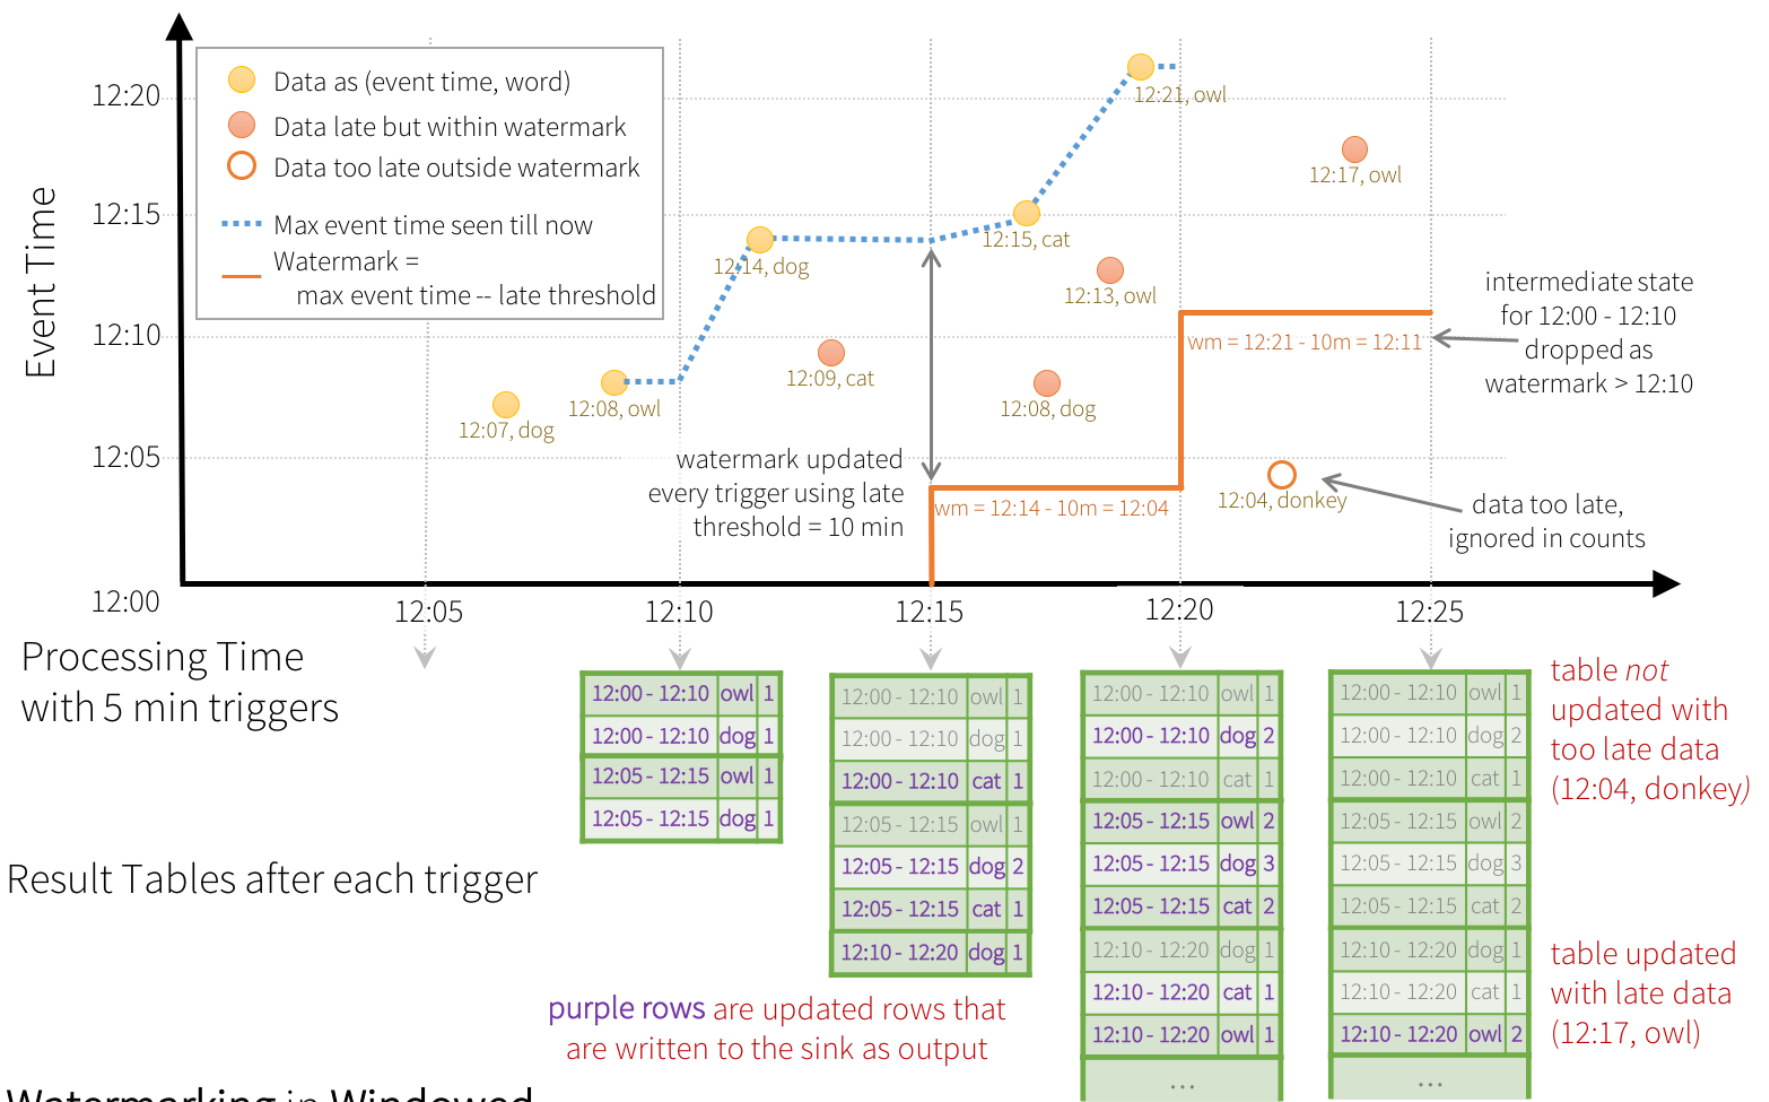 Data as (event time, word)
Data late but within watermark
Data too late outside watermark
Max event time seen till now
Watermark =
max event time -- late threshold
Event Time
12:20
12:15
12:10
12:05
12:00
12:07, dog
12:08, owl
12:14, dog
12:09, cat
12:15, cat
12:21, owl
12:13, owl
12:08, dog
12:17, owl
12:04, donkey
watermark updated
every trigger using late
threshold = 10 min
wm = 12:14 - 10m = 12:04
wm = 12:21 - 10m = 12:11
intermediate state
for 12:00 - 12:10
dropped as
watermark > 12:10
data too late,
ignored in counts
12:05
12:10
12:15
12:20
12:25
Processing Time
with 5 min triggers
Result Tables after each trigger
12:00 - 12:10 owl 1
12:00 - 12:10 dog 1
12:05 - 12:15 owl 1
12:05 - 12:15 dog 1
12:00 - 12:10 owl 1
12:00 - 12:10 dog 1
12:00 - 12:10 cat 1
12:05 - 12:15 owl 1
12:05 - 12:15 dog 2
12:05 - 12:15 cat 1
12:10 - 12:20 dog 1
12:00 - 12:10 owl 1
12:00 - 12:10 dog 2
12:00 - 12:10 cat 1
12:05 - 12:15 owl 2
12:05 - 12:15 dog 3
12:05 - 12:15 cat 2
12:10 - 12:20 dog 1
12:10 - 12:20 cat 1
12:10 - 12:20 owl 1
...
12:00 - 12:10 owl 1
12:00 - 12:10 dog 2
12:00 - 12:10 cat 1
12:05 - 12:15 owl 2
12:05 - 12:15 dog 3
12:05 - 12:15 cat 2
12:10 - 12:20 dog 1
12:10 - 12:20 cat 1
12:10 - 12:20 owl 2
...
table not
updated with
too late data
(12:04, donkey)
table updated
with late data
(12:17, owl)
purple rows are updated rows that
are written to the sink as output
Watermarking in Windowed